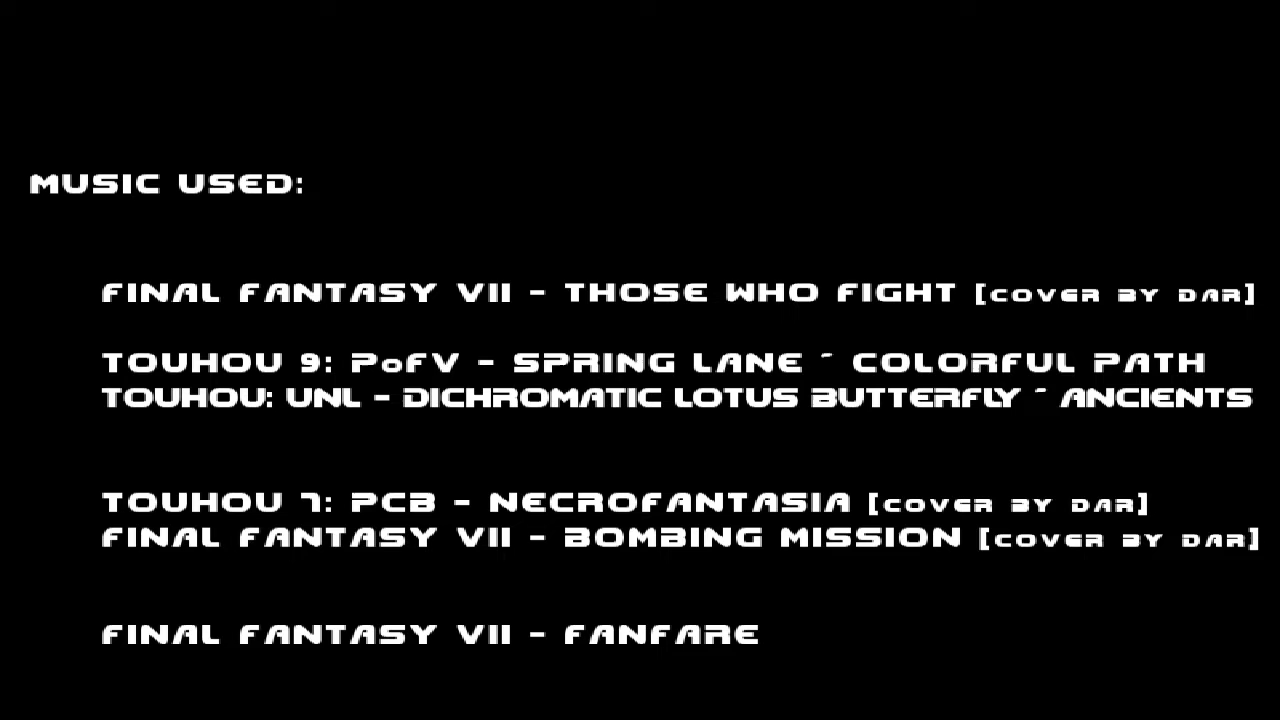 MUSIC USED:
FINAL FANTASY VII - THOSE WHO FIGHT [COVER BY DAR]
TOUHOU 9: PoFV - SPRING LANE ~ COLORFUL PATH
TOUHOU: UNL - DICHROMATIC LOTUS BUTTERFLY ~ ANCIENTS
TOUHOU 7: PCB - NECROFANTASIA [COVER BY DAR]
FINAL FANTASY VII - BOMBING MISSION [COVER BY DAR]
FINAL FANTASY VII - FANFARE